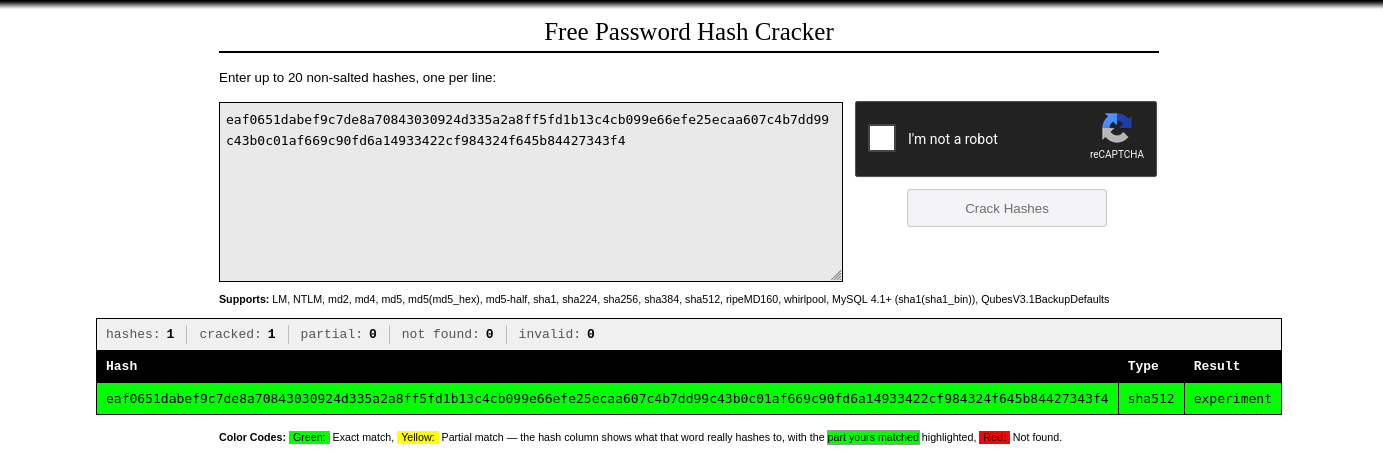 Free Password Hash Cracker
Enter up to 20 non-salted hashes, one per line:
eaf0651dabef9c7de8a70843030924d335a2a8ff5fd1b13c4cb099e66efe25ecaa607c4b7dd99
c43b0c01af669c90fd6a14933422cf984324f645b84427343f4
I'm not a robot
reCAPTCHA
Crack Hashes
Supports: LM, NTLM, md2, md4, md5, md5(md5_hex), md5-half, sha1, sha224, sha256, sha384, sha512, ripeMD160, whirlpool, MySQL 4.1+ (sha1(sha1_bin)), QubesV3.1BackupDefaults
hashes: 1 cracked: 1 partial: 0 not found: 0 invalid: 0
Hash Type Result
eaf0651dabef9c7de8a70843030924d335a2a8ff5fd1b13c4cb099e66efe25ecaa607c4b7dd99c43b0c01af669c90fd6a14933422cf984324f645b84427343f4 sha512 experiment
Color Codes: Green: Exact match, Yellow: Partial match — the hash column shows what that word really hashes to, with the part yours matched highlighted, Red: Not found.